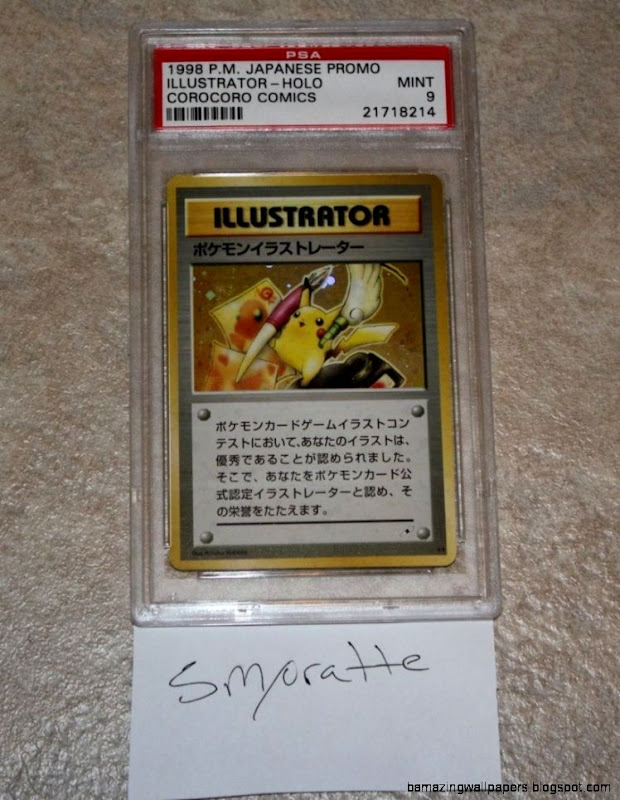 PSA
1998 P.M. JAPANESE PROMO
ILLUSTRATOR-HOLO MINT
COROCORO COMICS 9
21718214
ILLUSTRATOR
ポケモンイラストレーター
ポケモンカードゲームイラストコン
テストにおいて、あなたのイラストは、
優秀であることが認められました。
そこで、あなたをポケモンカード公
式認定イラストレーターと認め、そ
の栄誉をたたえます。
smoratte
bamazingwallpapers.blogspot.com